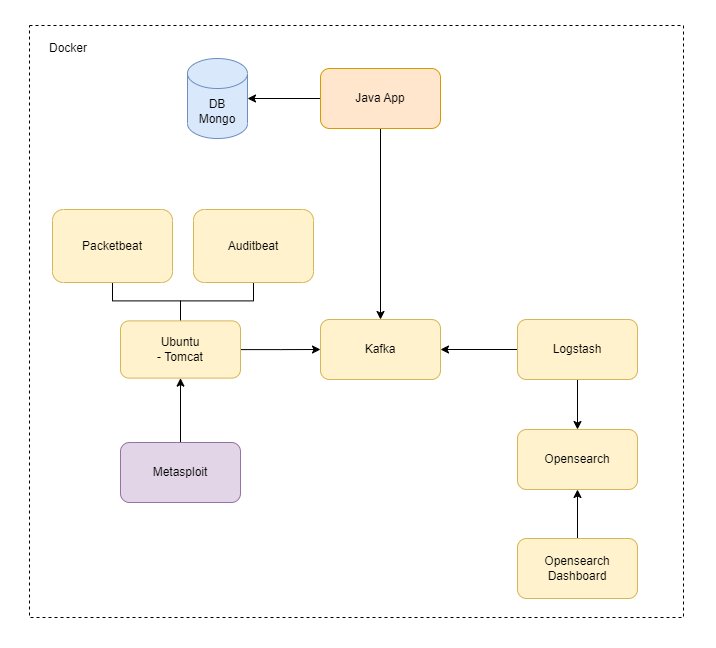 Docker
DB
Mongo
Java App
Packetbeat
Auditbeat
Ubuntu
- Tomcat
Kafka
Logstash
Metasploit
Opensearch
Opensearch
Dashboard